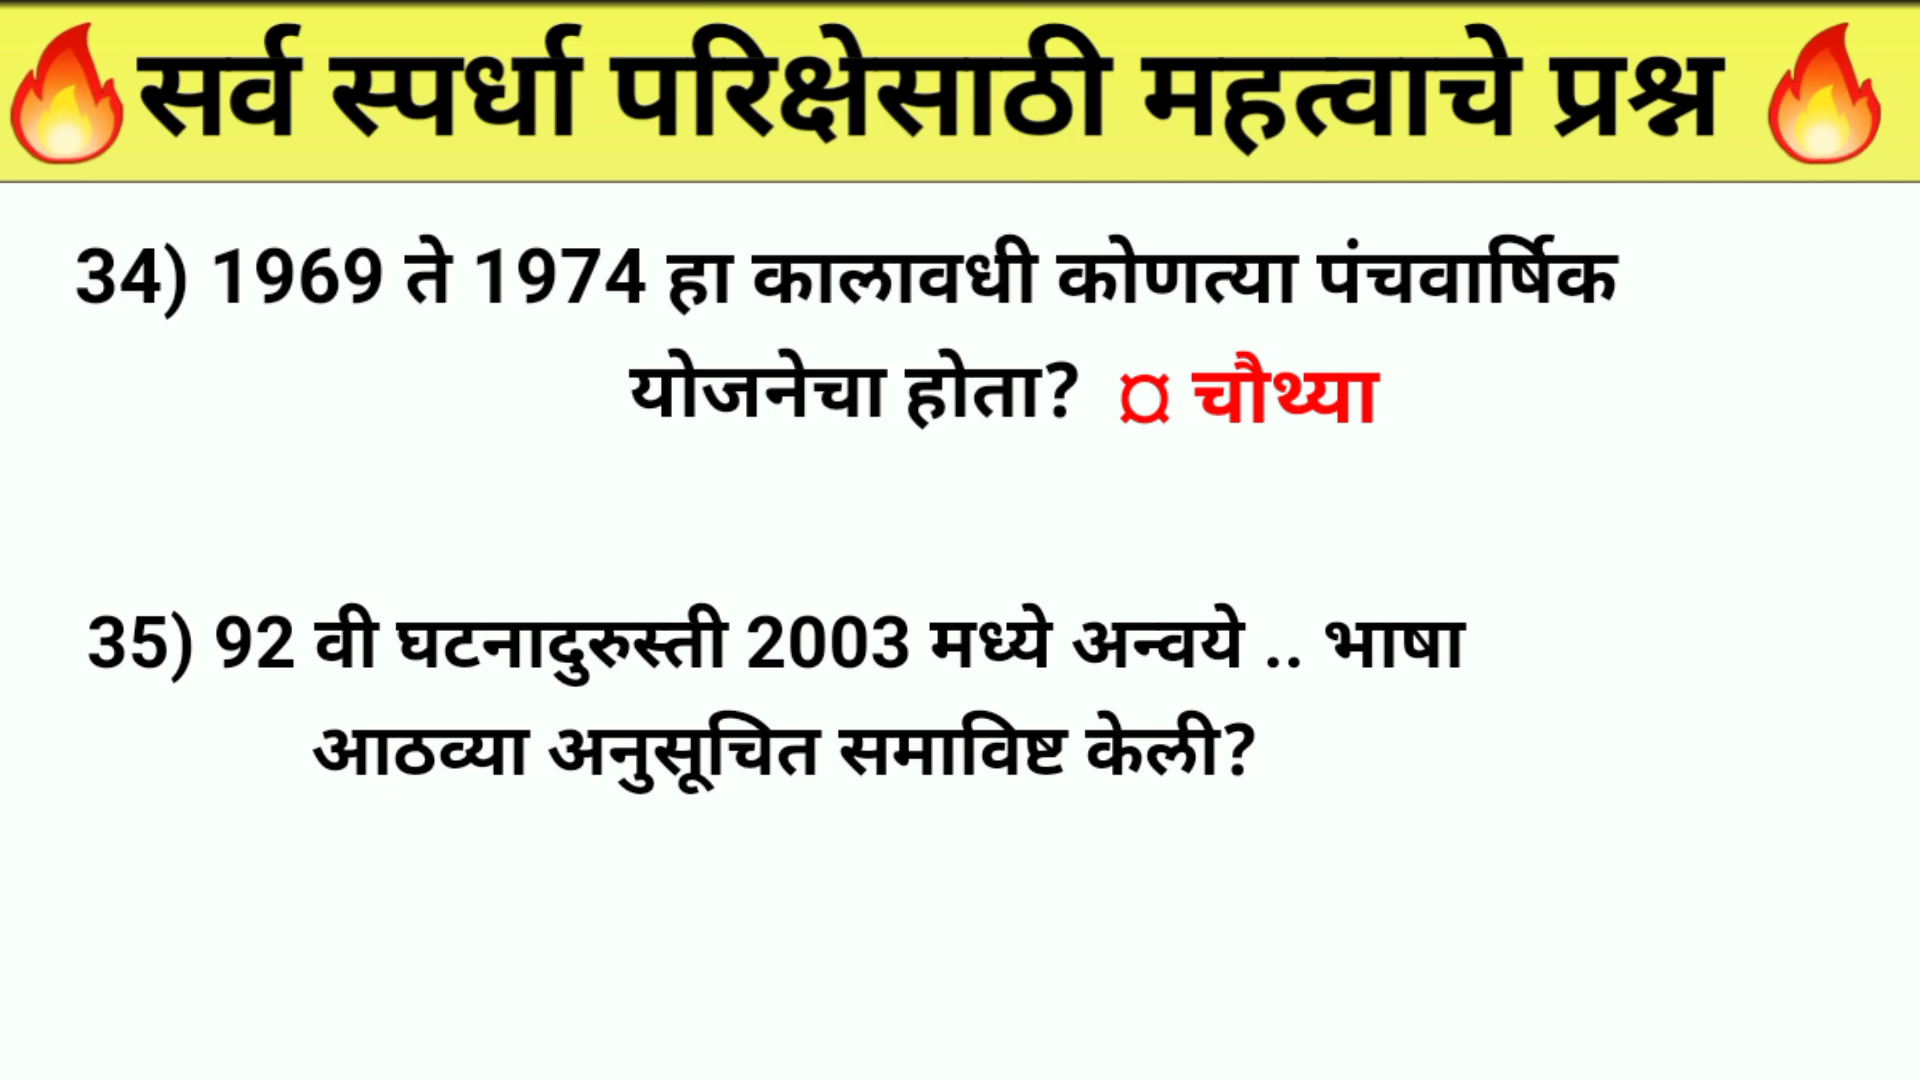 🔥सर्व स्पर्धा परिक्षेसाठी महत्वाचे प्रश्न 🔥
34) 1969 ते 1974 हा कालावधी कोणत्या पंचवार्षिक
योजनेचा होता? ¤ चौथ्या
35) 92 वी घटनादुरुस्ती 2003 मध्ये अन्वये .. भाषा
आठव्या अनुसूचित समाविष्ट केली?